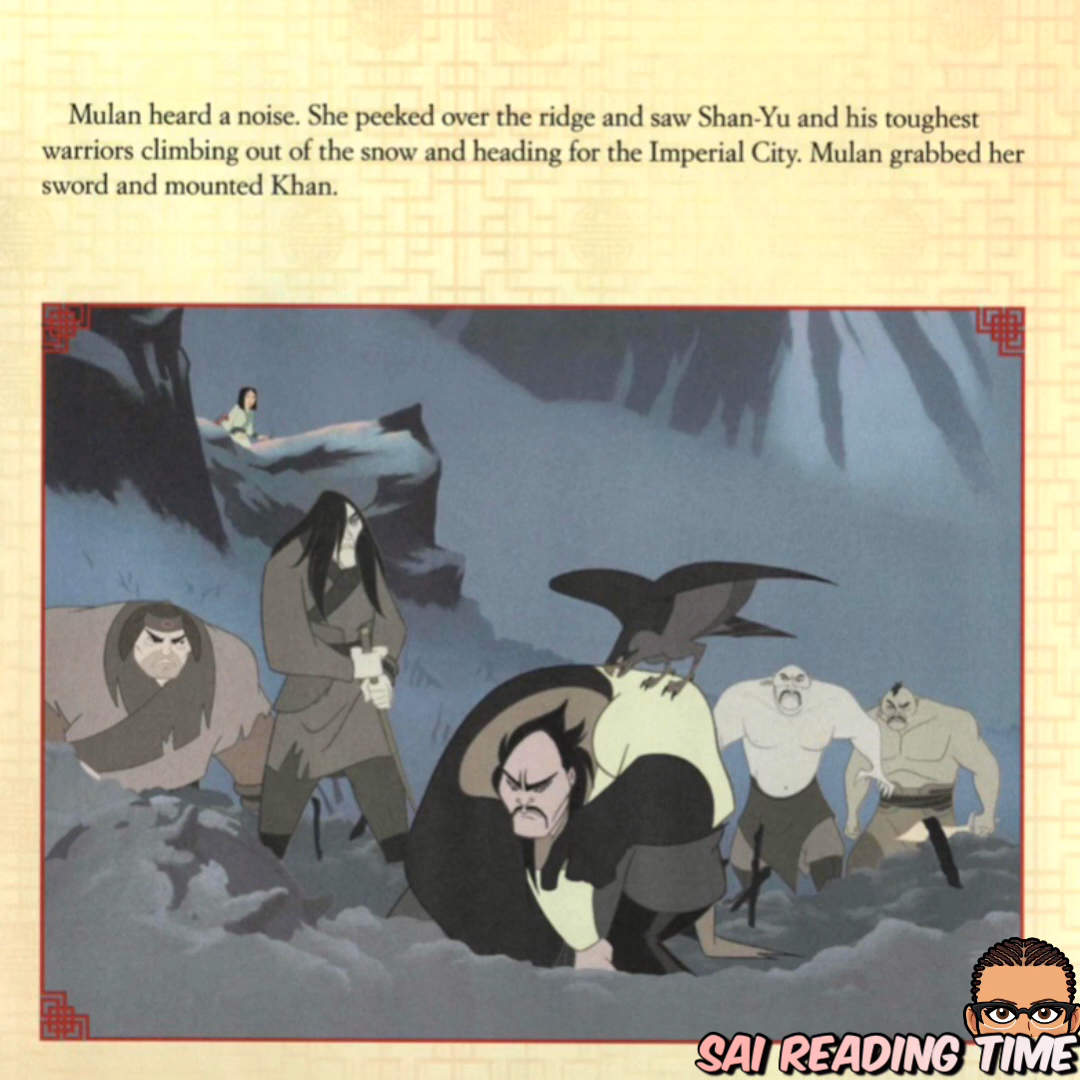 Mulan heard a noise. She peeked over the ridge and saw Shan-Yu and his toughest
warriors climbing out of the snow and heading for the Imperial City. Mulan grabbed her
sword and mounted Khan.
SAI READING TIME